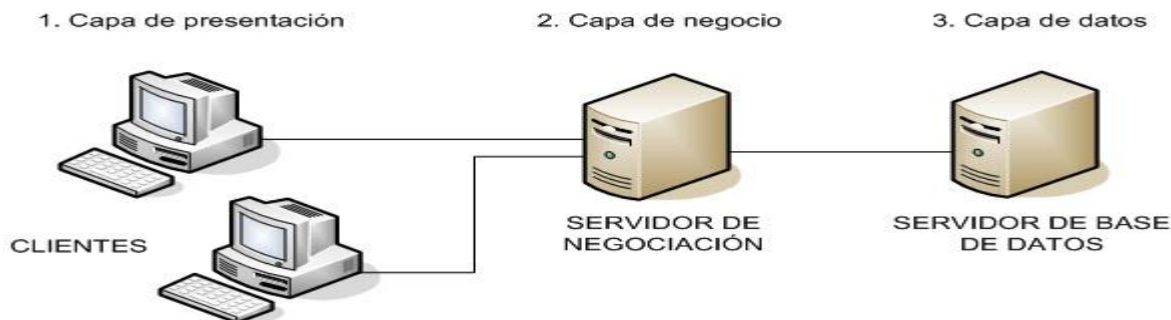 1. Capa de presentación
2. Capa de negocio
3. Capa de datos
CLIENTES
SERVIDOR DE
NEGOCIACIÓN
SERVIDOR DE BASE
DE DATOS